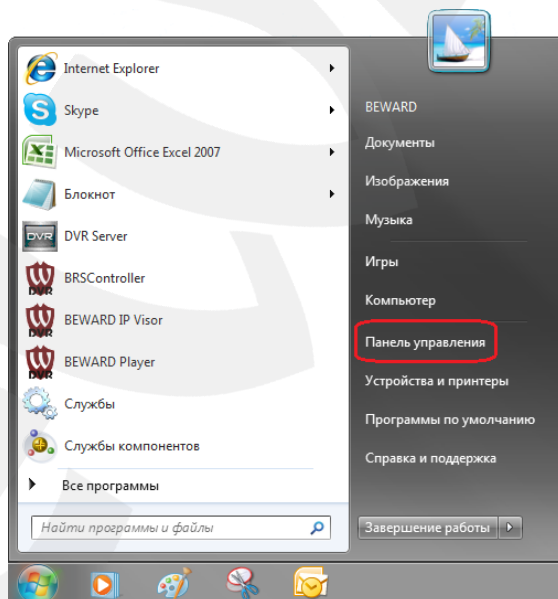 Internet Explorer
Skype
Microsoft Office Excel 2007
Блокнот
DVR Server
BRSController
BEWARD IP Visor
BEWARD Player
Службы
Службы компонентов
Все программы
Найти программы и файлы
BEWARD
Документы
Изображения
Музыка
Игры
Компьютер
Панель управления
Устройства и принтеры
Программы по умолчанию
Справка и поддержка
Завершение работы